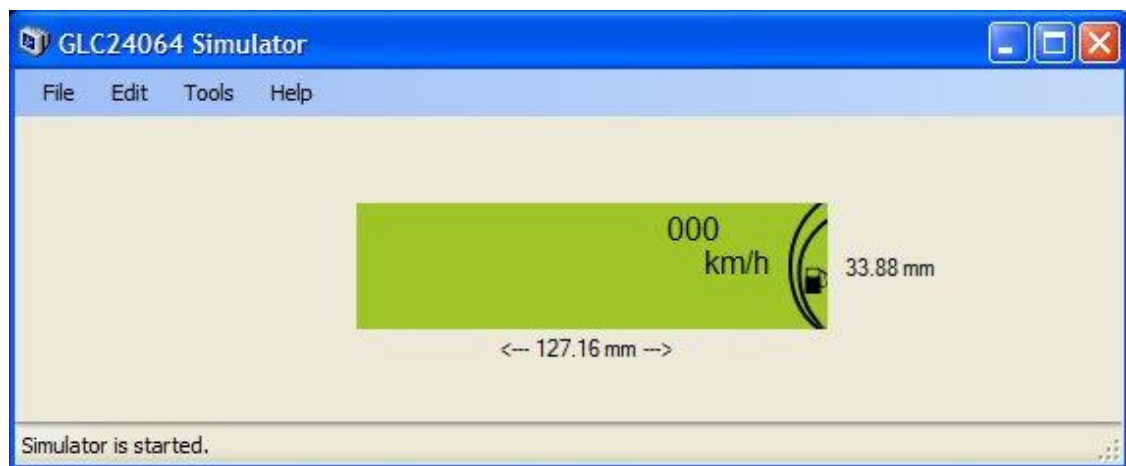 GLC24064 Simulator
File Edit Tools Help
000
km/h
33.88 mm
<--- 127.16 mm --->
Simulator is started.